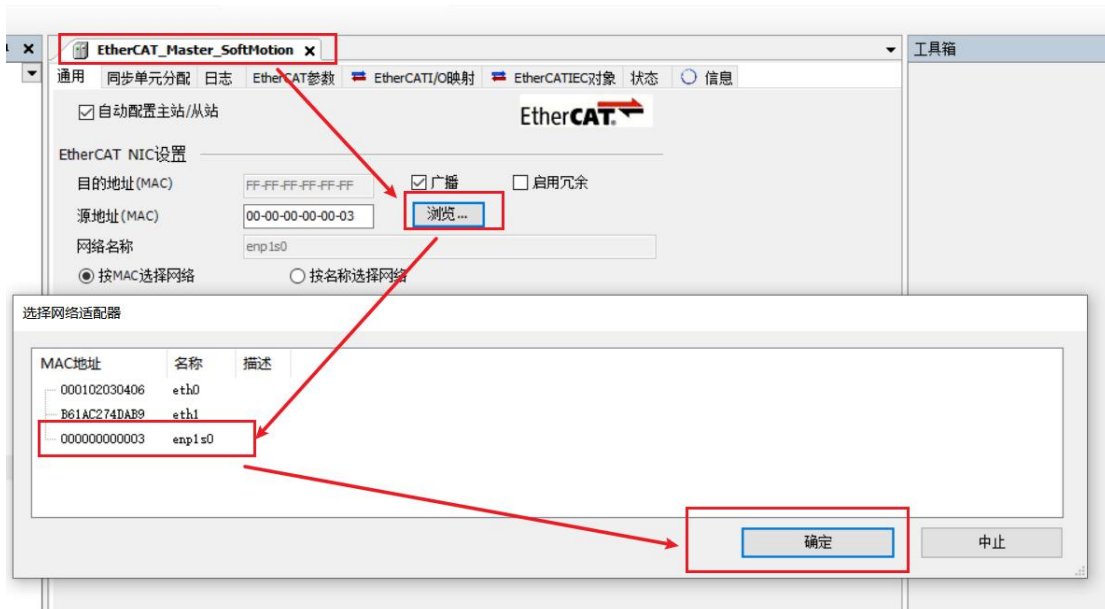 EtherCAT_Master_SoftMotion
工具箱
通用 同步单元分配 日志 EtherCAT参数 EtherCATI/O映射 EtherCATIEC对象 状态 信息
自动配置主站/从站
EtherCAT
EtherCAT NIC设置
目的地址(MAC) FF-FF-FF-FF-FF-FF 广播 启用冗余
源地址(MAC) 00-00-00-00-00-03 浏览...
网络名称 enp1s0
按MAC选择网络 按名称选择网络
选择网络适配器
MAC地址 名称 描述
000102030406 eth0
B61AC274DAB9 eth1
000000000003 enp1s0
确定 中止